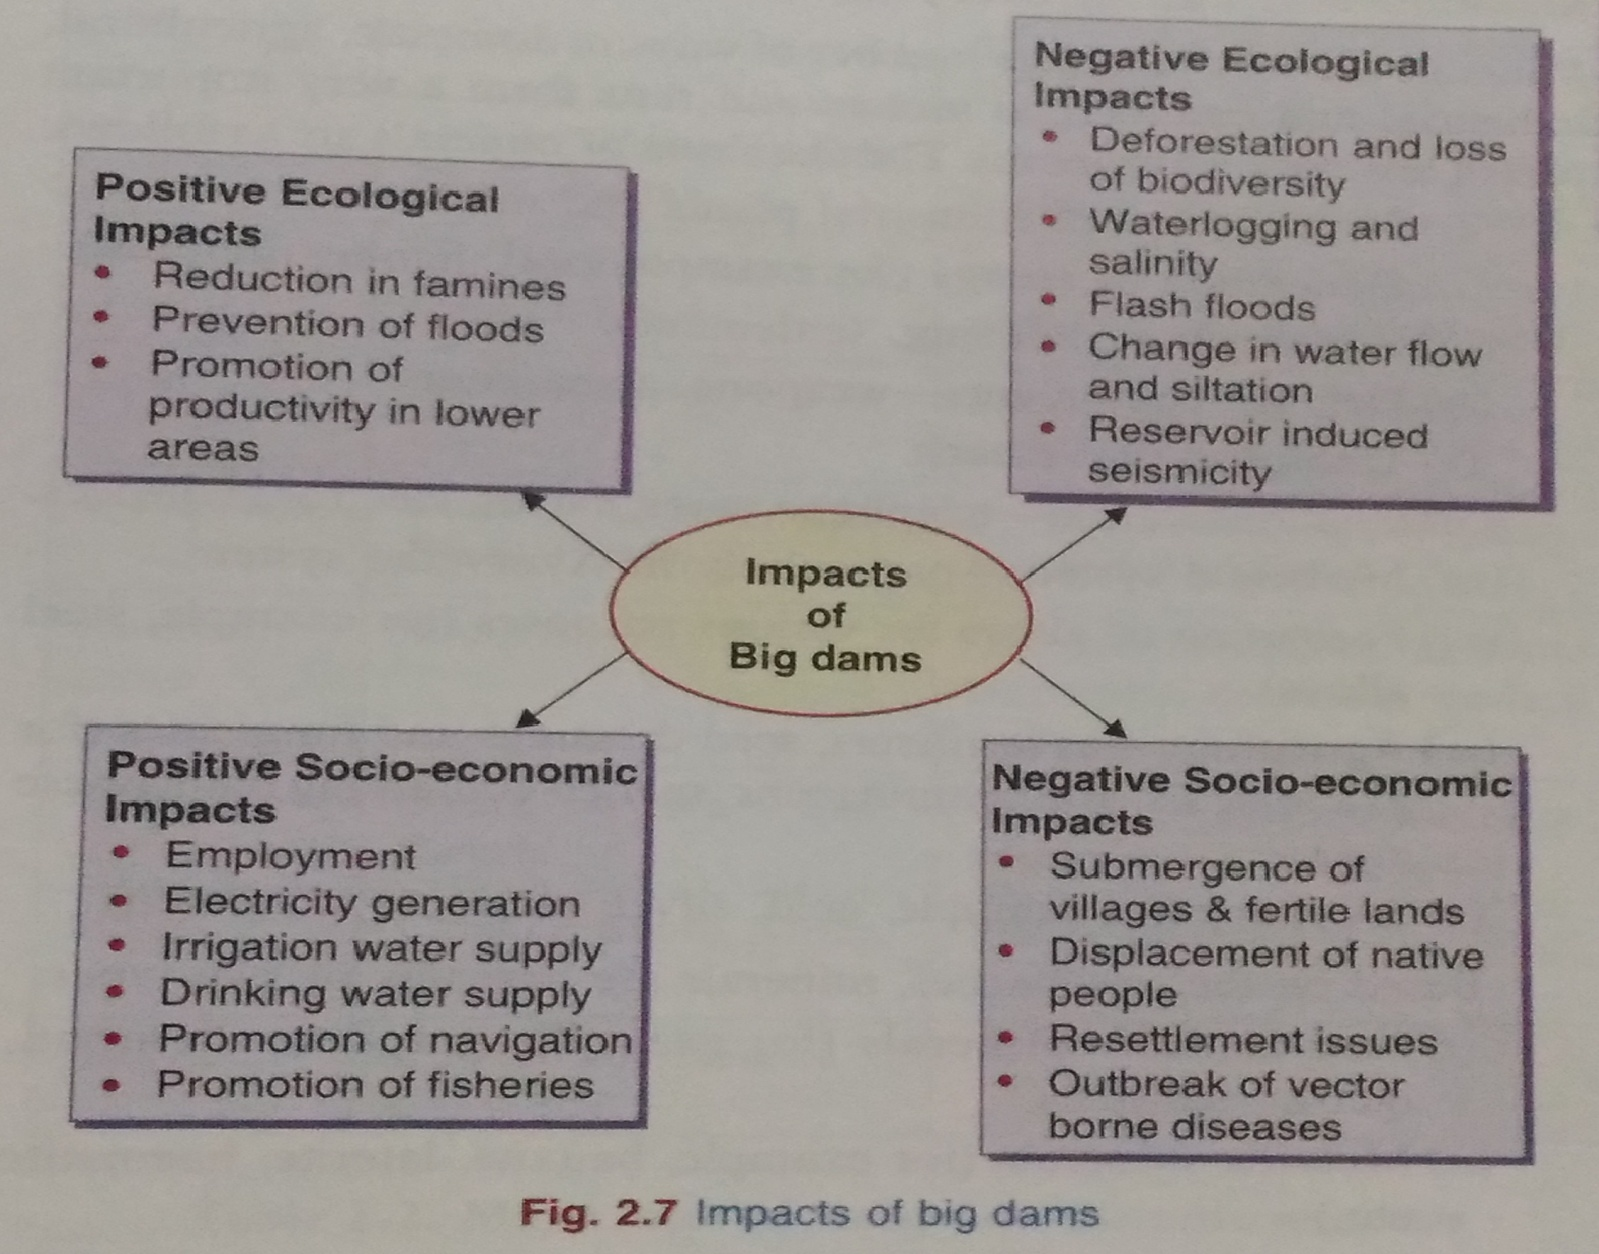 Positive Ecological
Impacts
• Reduction in famines
• Prevention of floods
• Promotion of
productivity in lower
areas
Negative Ecological
Impacts
• Deforestation and loss
of biodiversity
• Waterlogging and
salinity
• Flash floods
• Change in water flow
and siltation
• Reservoir induced
seismicity
Impacts
of
Big dams
Positive Socio-economic
Impacts
• Employment
• Electricity generation
• Irrigation water supply
• Drinking water supply
• Promotion of navigation
• Promotion of fisheries
Negative Socio-economic
Impacts
• Submergence of
villages & fertile lands
• Displacement of native
people
• Resettlement issues
• Outbreak of vector
borne diseases
Fig. 2.7 Impacts of big dams